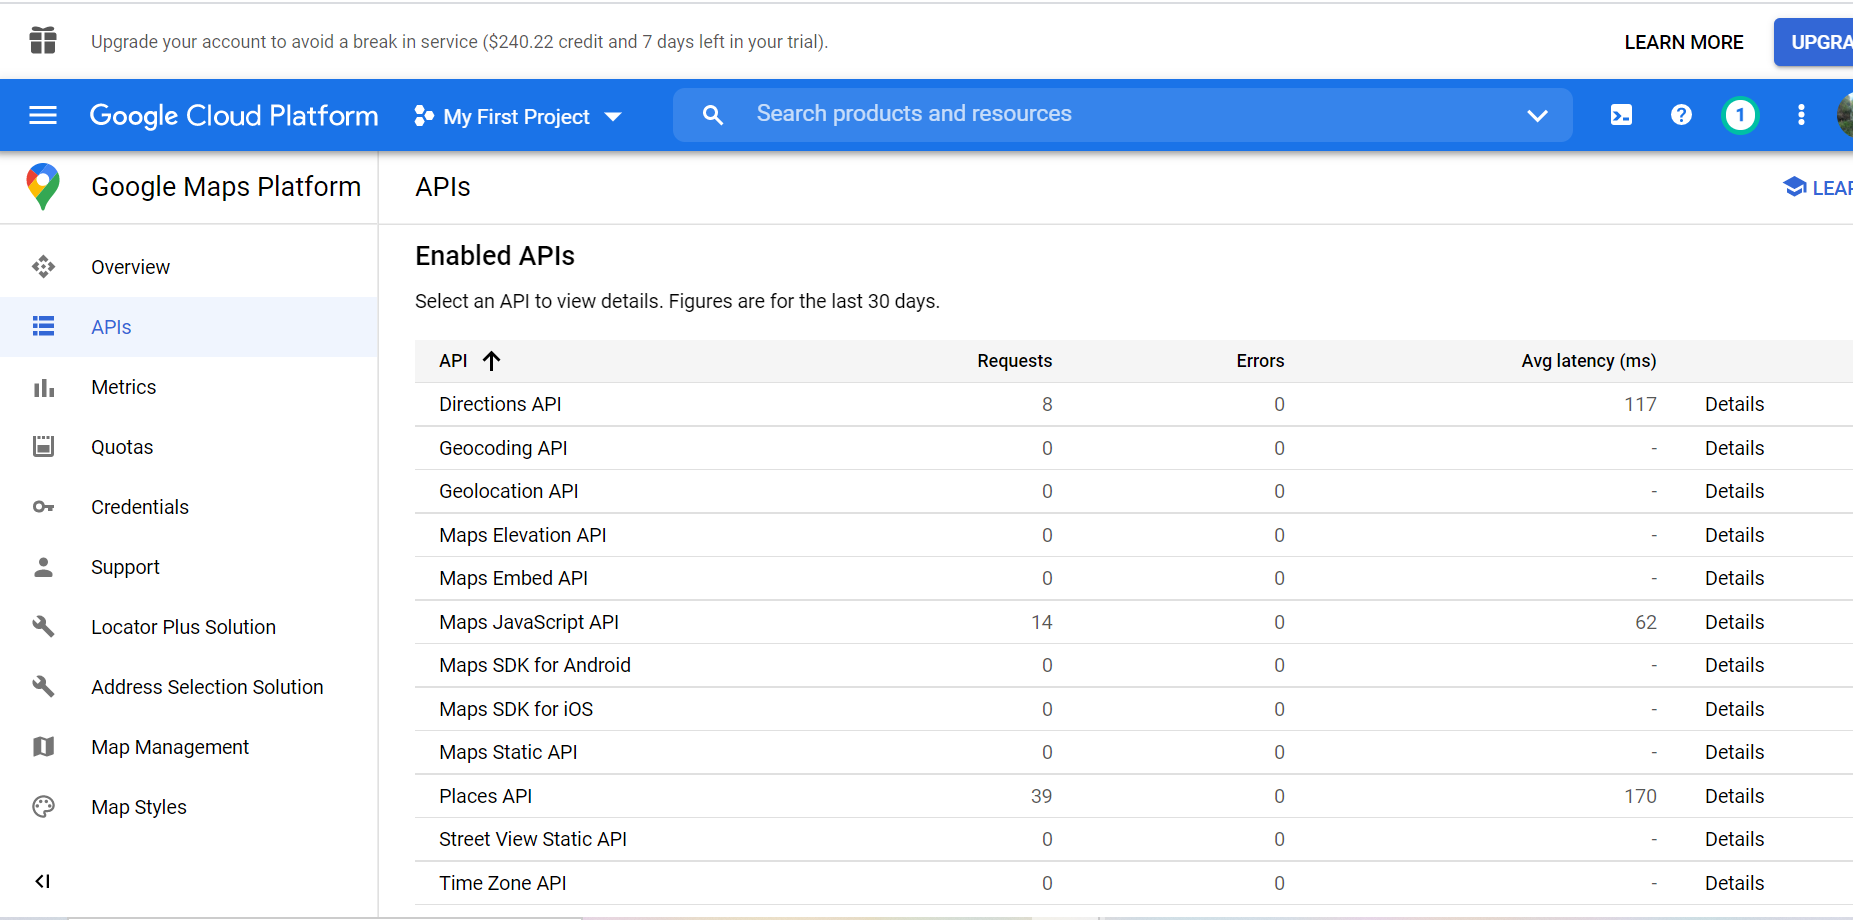 Upgrade your account to avoid a break in service ($240.22 credit and 7 days left in your trial).
LEARN MORE
UPGRA
Google Cloud Platform
My First Project
Search products and resources
1
Google Maps Platform
APIs
LEAR
Overview
APIs
Metrics
Quotas
Credentials
Support
Locator Plus Solution
Address Selection Solution
Map Management
Map Styles
Enabled APIs
Select an API to view details. Figures are for the last 30 days.
API Requests Errors Avg latency (ms)
Directions API 8 0 117 Details
Geocoding API 0 0 - Details
Geolocation API 0 0 - Details
Maps Elevation API 0 0 - Details
Maps Embed API 0 0 - Details
Maps JavaScript API 14 0 62 Details
Maps SDK for Android 0 0 - Details
Maps SDK for iOS 0 0 - Details
Maps Static API 0 0 - Details
Places API 39 0 170 Details
Street View Static API 0 0 - Details
Time Zone API 0 0 - Details